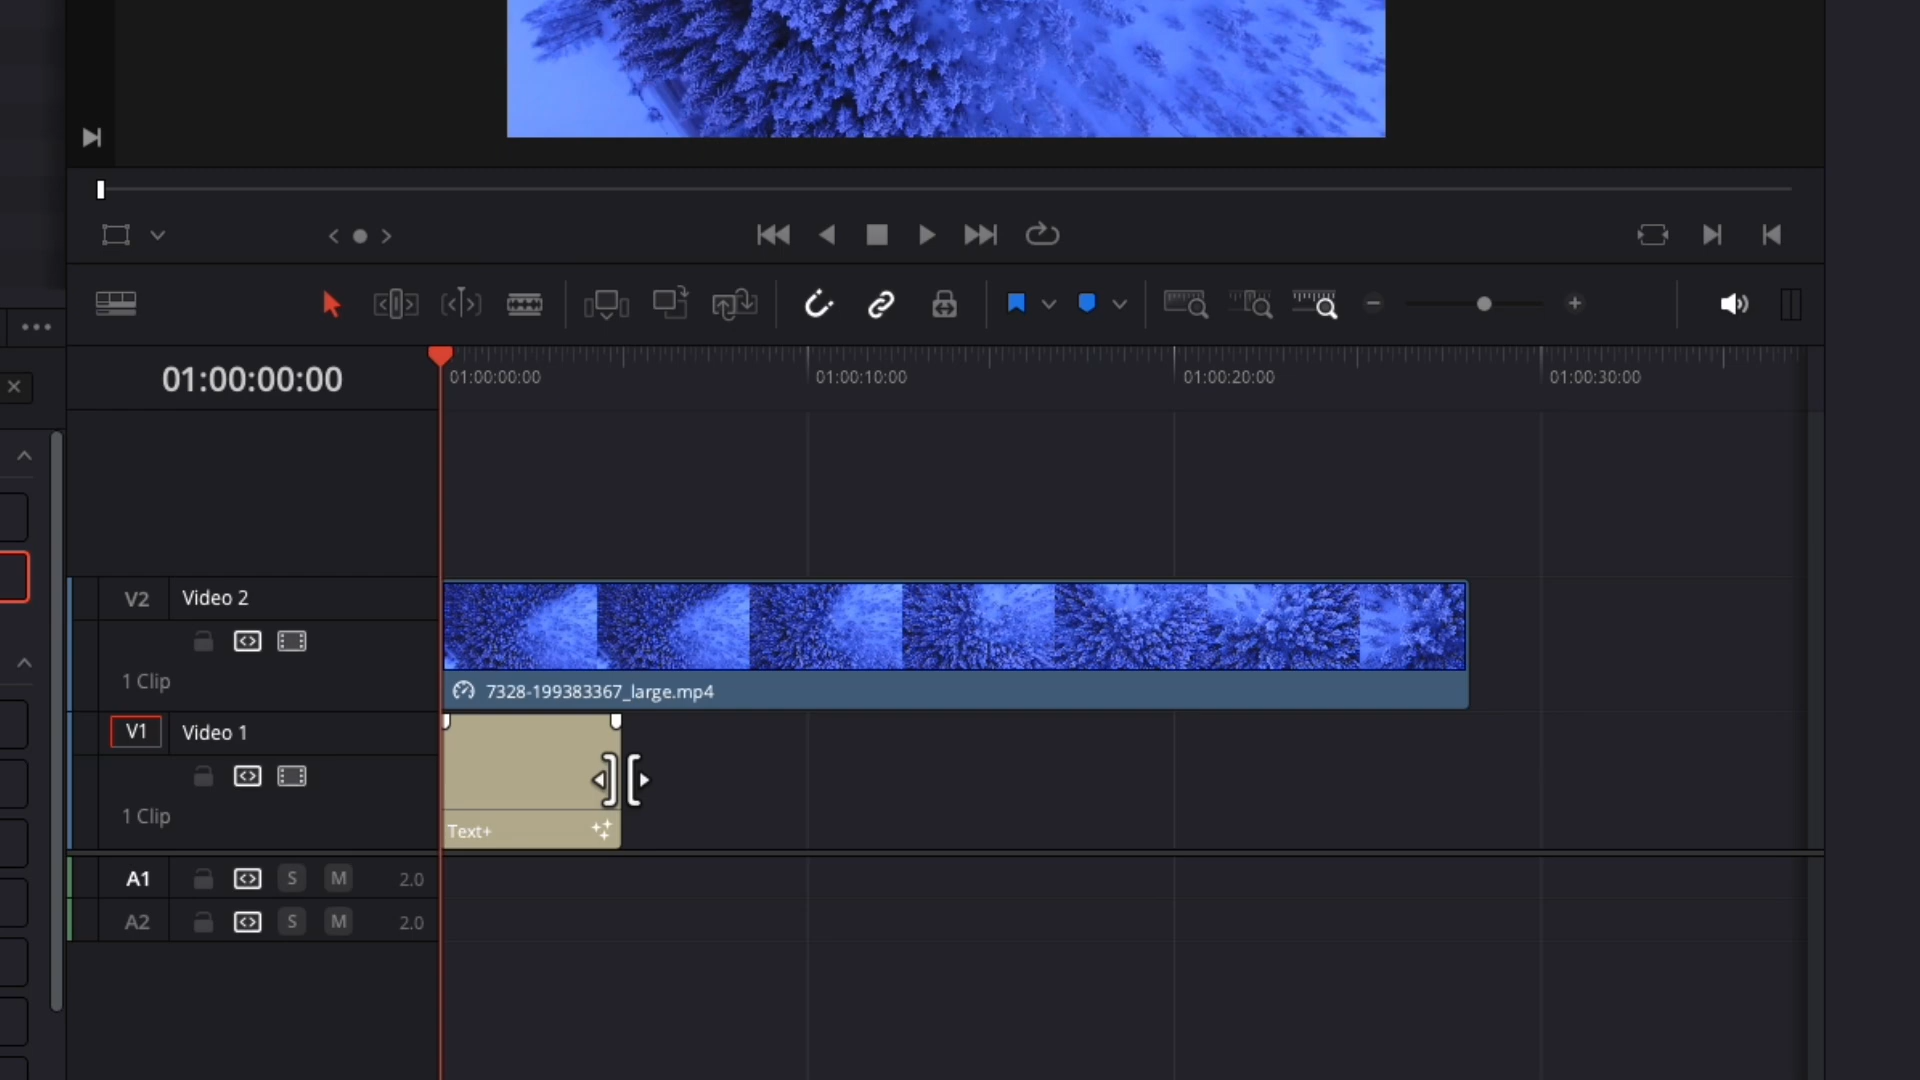 01:00:00:00
01:00:00:00
01:00:10:00
01:00:20:00
01:00:30:00
V2
Video 2
1 Clip
7328-199383367_large.mp4
V1
Video 1
1 Clip
Text+
A1
S
M
2.0
A2
S
M
2.0